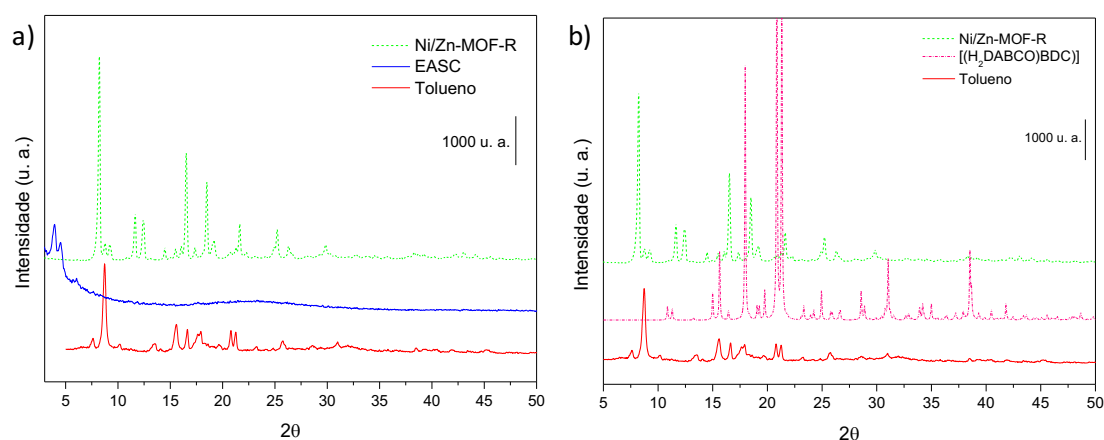 a)
Ni/Zn-MOF-R
EASC
Tolueno
1000 u. a.
Intensidade (u. a.)
5 10 15 20 25 30 35 40 45 50
2θ
b)
Ni/Zn-MOF-R
[(H₂DABCO)BDC)]
Tolueno
1000 u. a.
Intensidade (u. a.)
5 10 15 20 25 30 35 40 45 50
2θ